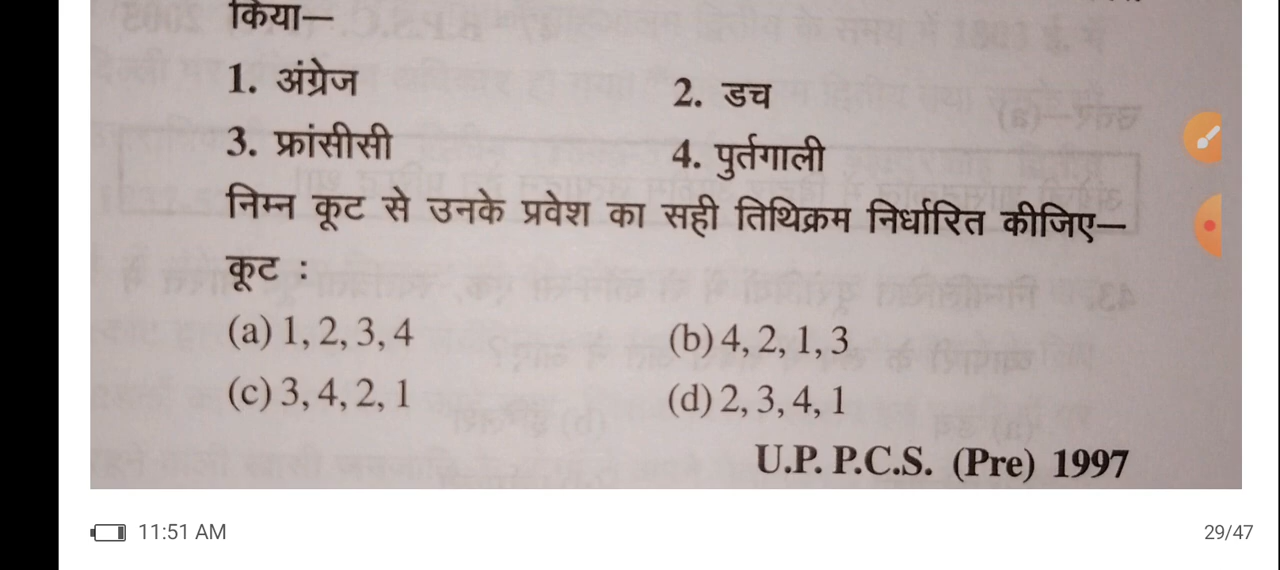 किया—
1. अंग्रेज 2. डच
3. फ्रांसीसी 4. पुर्तगाली
निम्न कूट से उनके प्रवेश का सही तिथिक्रम निर्धारित कीजिए—
कूट :
(a) 1, 2, 3, 4 (b) 4, 2, 1, 3
(c) 3, 4, 2, 1 (d) 2, 3, 4, 1
U.P. P.C.S. (Pre) 1997
11:51 AM 29/47